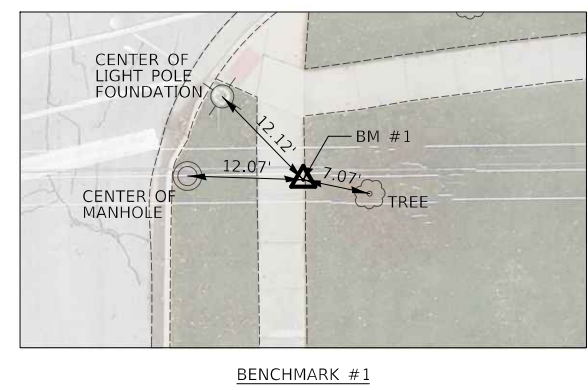 CENTER OF
LIGHT POLE
FOUNDATION
12.12'
BM #1
12.07'
7.07'
CENTER OF
MANHOLE
TREE
BENCHMARK #1